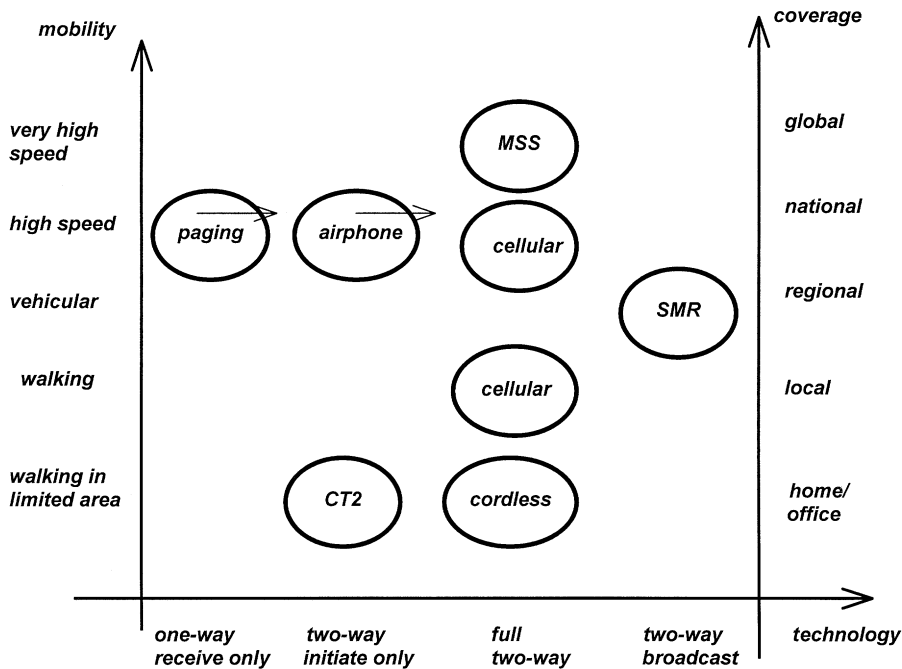 mobility
coverage
very high
speed
MSS
global
high speed
paging
airphone
cellular
national
vehicular
SMR
regional
walking
cellular
local
walking in
limited area
CT2
cordless
home/
office
one-way
receive only
two-way
initiate only
full
two-way
two-way
broadcast
technology